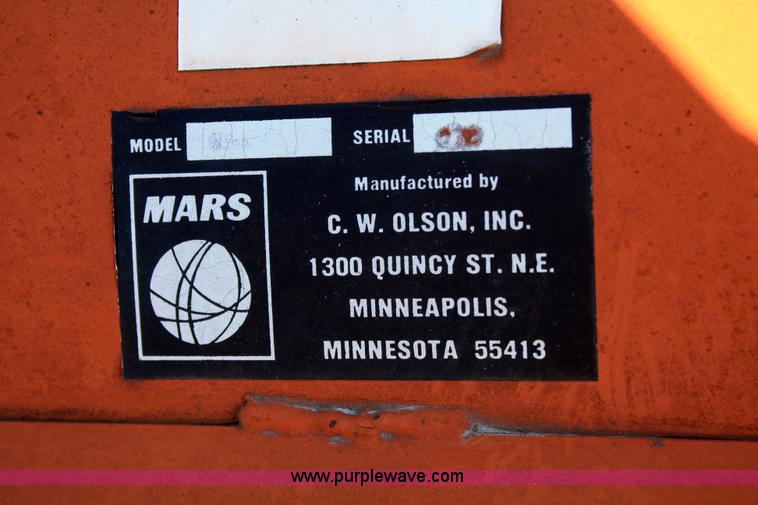 MODEL SERIAL
MARS
Manufactured by
C. W. OLSON, INC.
1300 QUINCY ST. N.E.
MINNEAPOLIS,
MINNESOTA 55413
www.purplewave.com